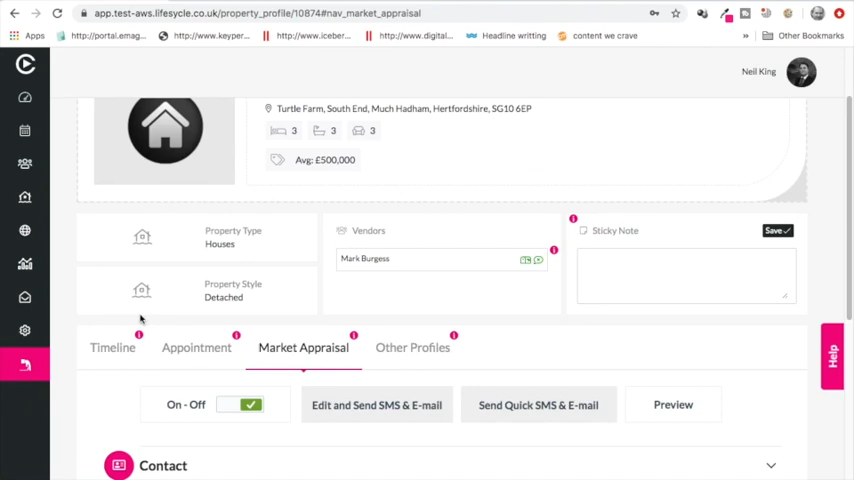 app.test-aws.lifesycle.co.uk/property_profile/10874#nav_market_appraisal
Apps http://portal.emag... http://www.keyper... http://www.iceber... http://www.digital... Headline writting content we crave » Other Bookmarks
Neil King
Turtle Farm, South End, Much Hadham, Hertfordshire, SG10 6EP
3 3 3
Avg: £500,000
Property Type
Houses
Vendors
Mark Burgess
Sticky Note
Save
Property Style
Detached
Timeline Appointment Market Appraisal Other Profiles
Help
On - Off Edit and Send SMS & E-mail Send Quick SMS & E-mail Preview
Contact